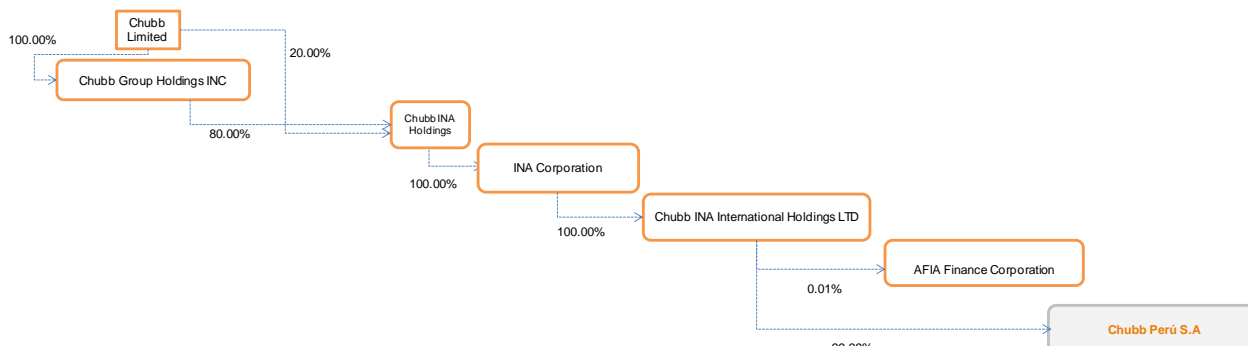 Chubb
Limited
100.00%
20.00%
Chubb Group Holdings INC
80.00%
Chubb INA
Holdings
100.00%
INA Corporation
100.00%
Chubb INA International Holdings LTD
AFIA Finance Corporation
0.01%
Chubb Perú S.A